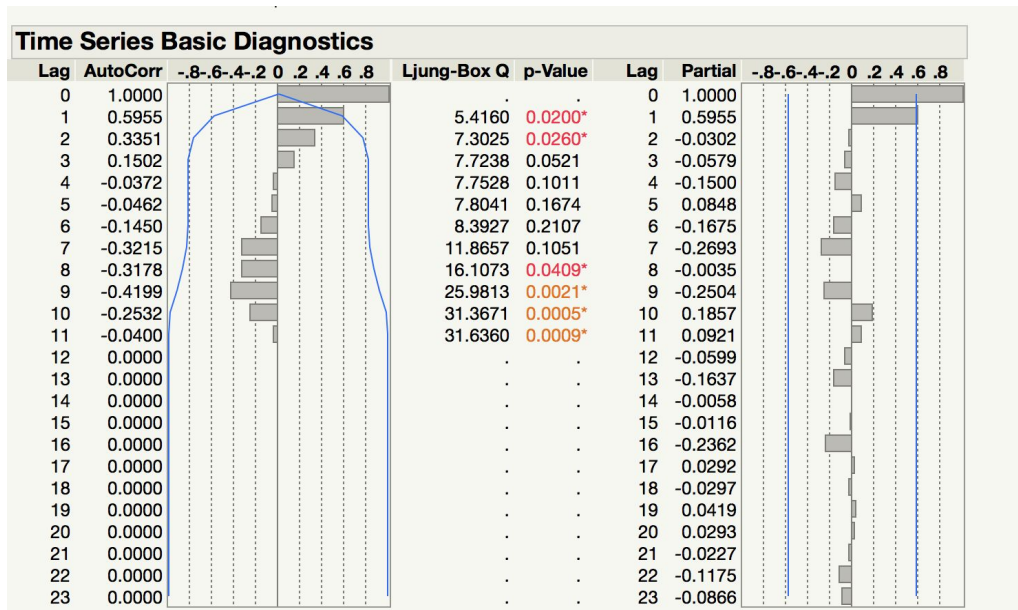 Time Series Basic Diagnostics
Lag AutoCorr -.8-.6-.4-.2 0 .2 .4 .6 .8 Ljung-Box Q p-Value Lag Partial -.8-.6-.4-.2 0 .2 .4 .6 .8
0 1.0000 . . 0 1.0000
1 0.5955 5.4160 0.0200* 1 0.5955
2 0.3351 7.3025 0.0260* 2 -0.0302
3 0.1502 7.7238 0.0521 3 -0.0579
4 -0.0372 7.7528 0.1011 4 -0.1500
5 -0.0462 7.8041 0.1674 5 0.0848
6 -0.1450 8.3927 0.2107 6 -0.1675
7 -0.3215 11.8657 0.1051 7 -0.2693
8 -0.3178 16.1073 0.0409* 8 -0.0035
9 -0.4199 25.9813 0.0021* 9 -0.2504
10 -0.2532 31.3671 0.0005* 10 0.1857
11 -0.0400 31.6360 0.0009* 11 0.0921
12 0.0000 . . 12 -0.0599
13 0.0000 . . 13 -0.1637
14 0.0000 . . 14 -0.0058
15 0.0000 . . 15 -0.0116
16 0.0000 . . 16 -0.2362
17 0.0000 . . 17 0.0292
18 0.0000 . . 18 -0.0297
19 0.0000 . . 19 0.0419
20 0.0000 . . 20 0.0293
21 0.0000 . . 21 -0.0227
22 0.0000 . . 22 -0.1175
23 0.0000 . . 23 -0.0866